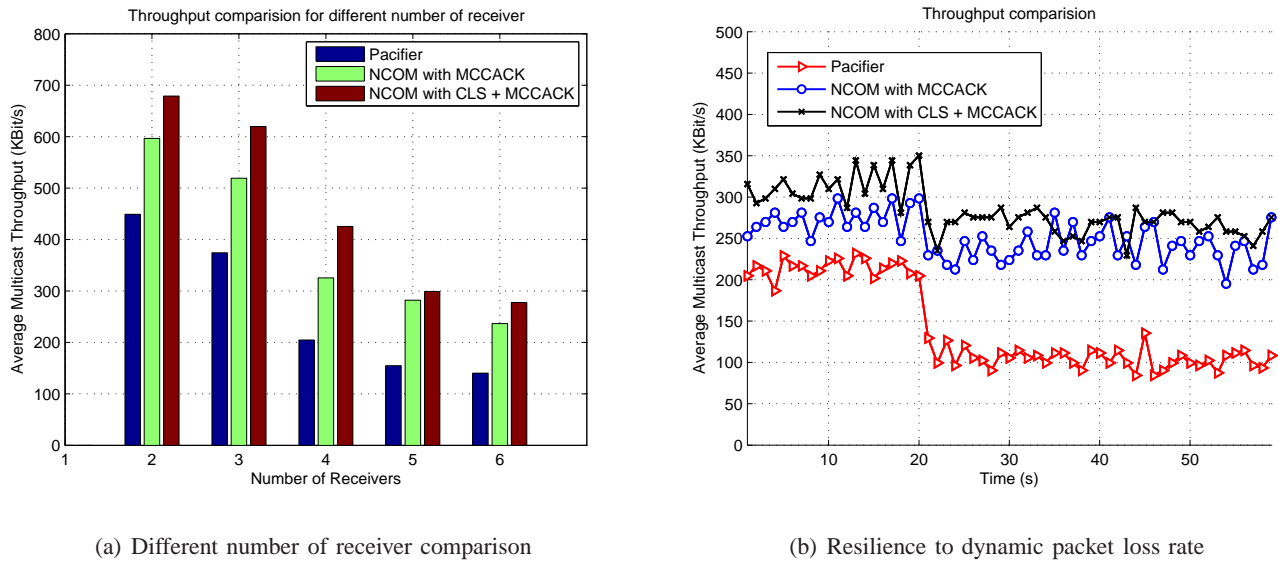 Throughput comparision for different number of receiver
800
700
600
500
400
300
200
100
0
Average Multicast Throughput (KBit/s)
Pacifier
NCOM with MCCACK
NCOM with CLS + MCCACK
1 2 3 4 5 6
Number of Receivers
(a) Different number of receiver comparison
Throughput comparision
500
450
400
350
300
250
200
150
100
50
0
Average Multicast Throughput (KBit/s)
Pacifier
NCOM with MCCACK
NCOM with CLS + MCCACK
10 20 30 40 50
Time (s)
(b) Resilience to dynamic packet loss rate